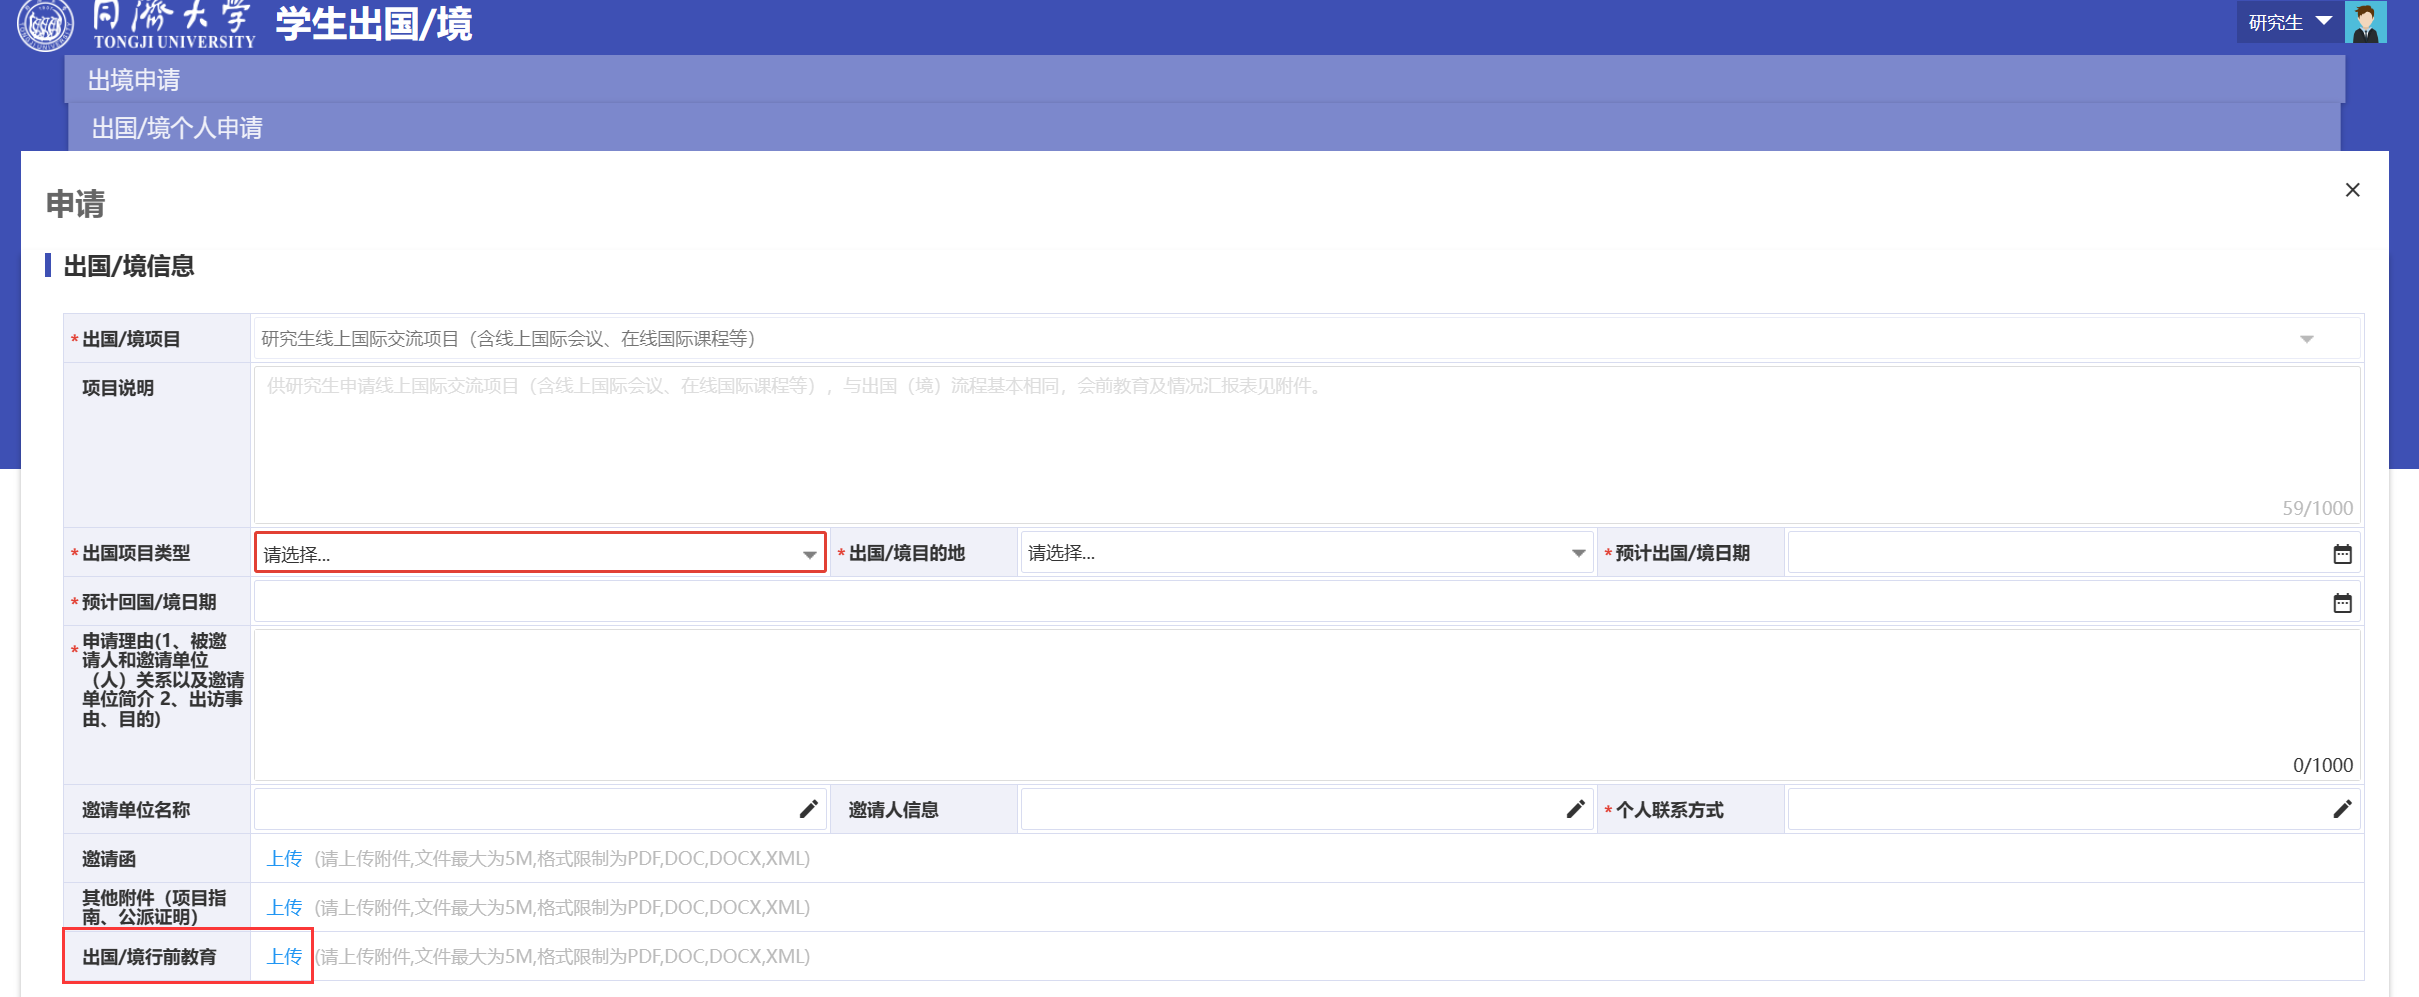 同濟大学
TONGJI UNIVERSITY
学生出国/境
研究生
出境申请
出国/境个人申请
申请
出国/境信息
* 出国/境项目
研究生线上国际交流项目（含线上国际会议、在线国际课程等）
项目说明
供研究生申请线上国际交流项目（含线上国际会议、在线国际课程等），与出国（境）流程基本相同，会前教育及情况汇报表见附件。
59/1000
* 出国项目类型
请选择...
* 出国/境目的地
请选择...
* 预计出国/境日期
* 预计回国/境日期
* 申请理由(1、被邀
请人和邀请单位
（人）关系以及邀请
单位简介 2、出访事
由、目的)
0/1000
邀请单位名称
邀请人信息
* 个人联系方式
邀请函
上传 (请上传附件,文件最大为5M,格式限制为PDF,DOC,DOCX,XML)
其他附件（项目指
南、公派证明）
上传 (请上传附件,文件最大为5M,格式限制为PDF,DOC,DOCX,XML)
出国/境行前教育
上传 (请上传附件,文件最大为5M,格式限制为PDF,DOC,DOCX,XML)